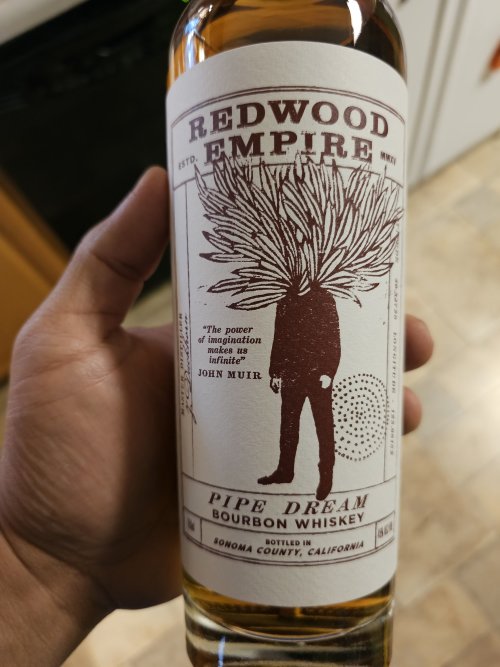 REDWOOD
EMPIRE
ESTD. MMXV
"The power
of imagination
makes us
infinite"
JOHN MUIR
PIPE DREAM
BOURBON WHISKEY
BOTTLED IN
SONOMA COUNTY, CALIFORNIA